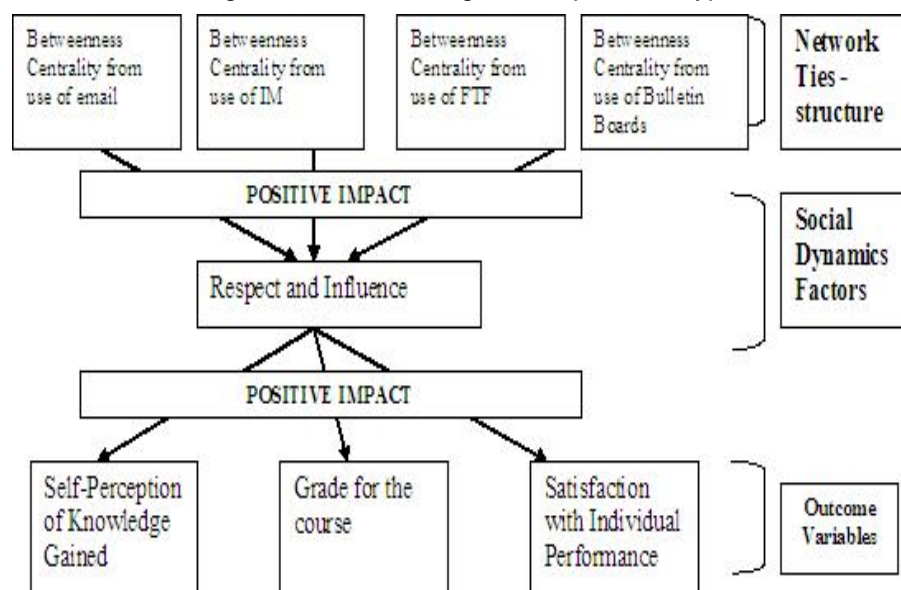 Betweenness
Centrality from
use of email
Betweenness
Centrality from
use of IM
Betweenness
Centrality from
use of FTF
Betweenness
Centrality from
use of Bulletin
Boards
Network
Ties -
structure
POSITIVE IMPACT
Social
Dynamics
Factors
Respect and Influence
POSITIVE IMPACT
Self-Perception
of Knowledge
Gained
Grade for the
course
Satisfaction
with Individual
Performance
Outcome
Variables